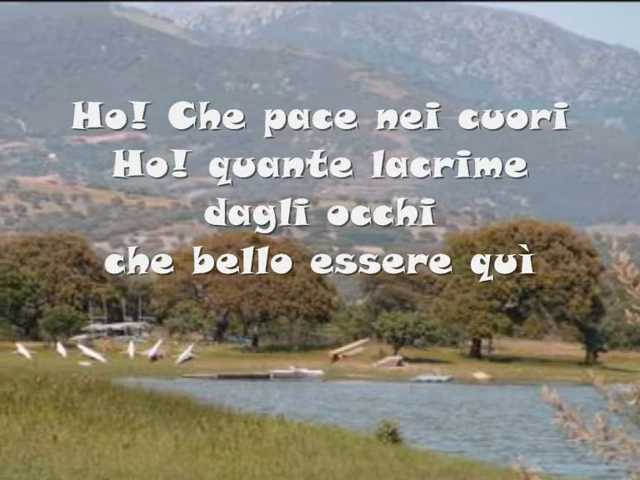 Ho! Che pace nei cuori
Ho! quante lacrime
dagli occhi
che bello essere quì